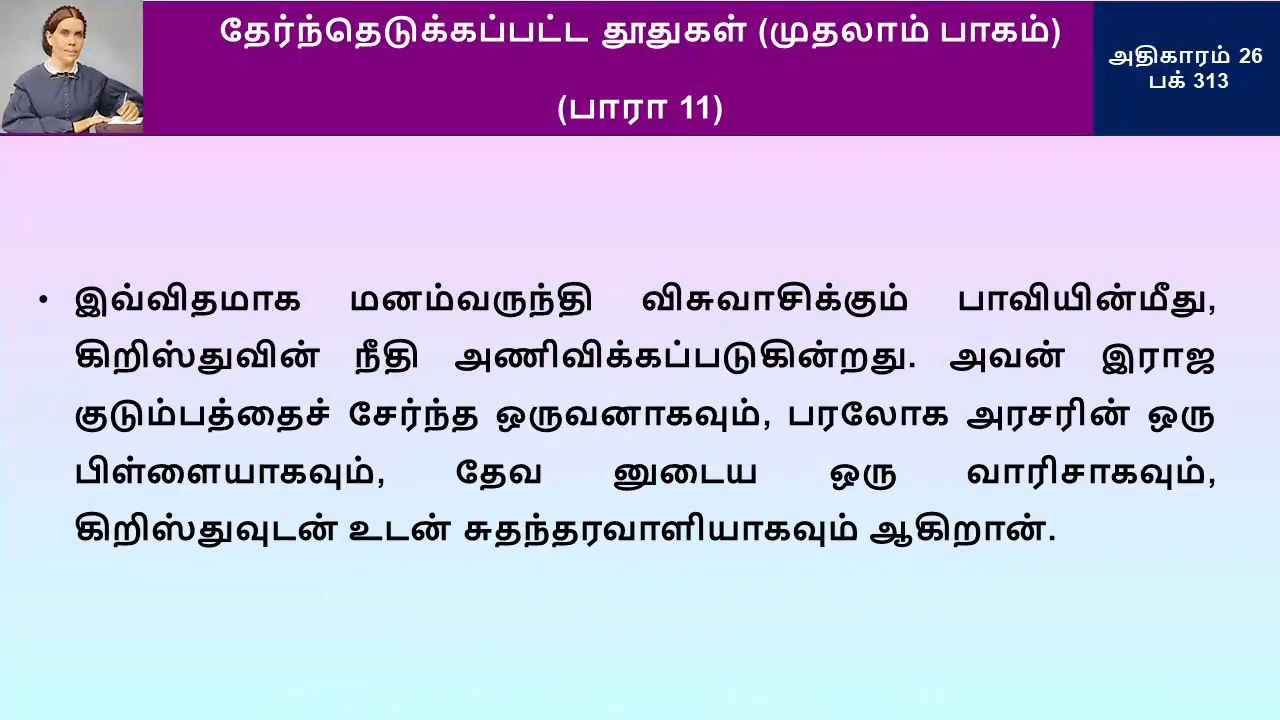 தேர்ந்தெடுக்கப்பட்ட தூதுகள் (முதலாம் பாகம்)
(பாரா 11)
அதிகாரம் 26
பக் 313
• இவ்விதமாக மனம்வருந்தி விசுவாசிக்கும் பாவியின்மீது,
கிறிஸ்துவின் நீதி அணிவிக்கப்படுகின்றது. அவன் இராஜ
குடும்பத்தைச் சேர்ந்த ஒருவனாகவும், பரலோக அரசரின் ஒரு
பிள்ளையாகவும், தேவ னுடைய ஒரு வாரிசாகவும்,
கிறிஸ்துவுடன் உடன் சுதந்தரவாளியாகவும் ஆகிறான்.